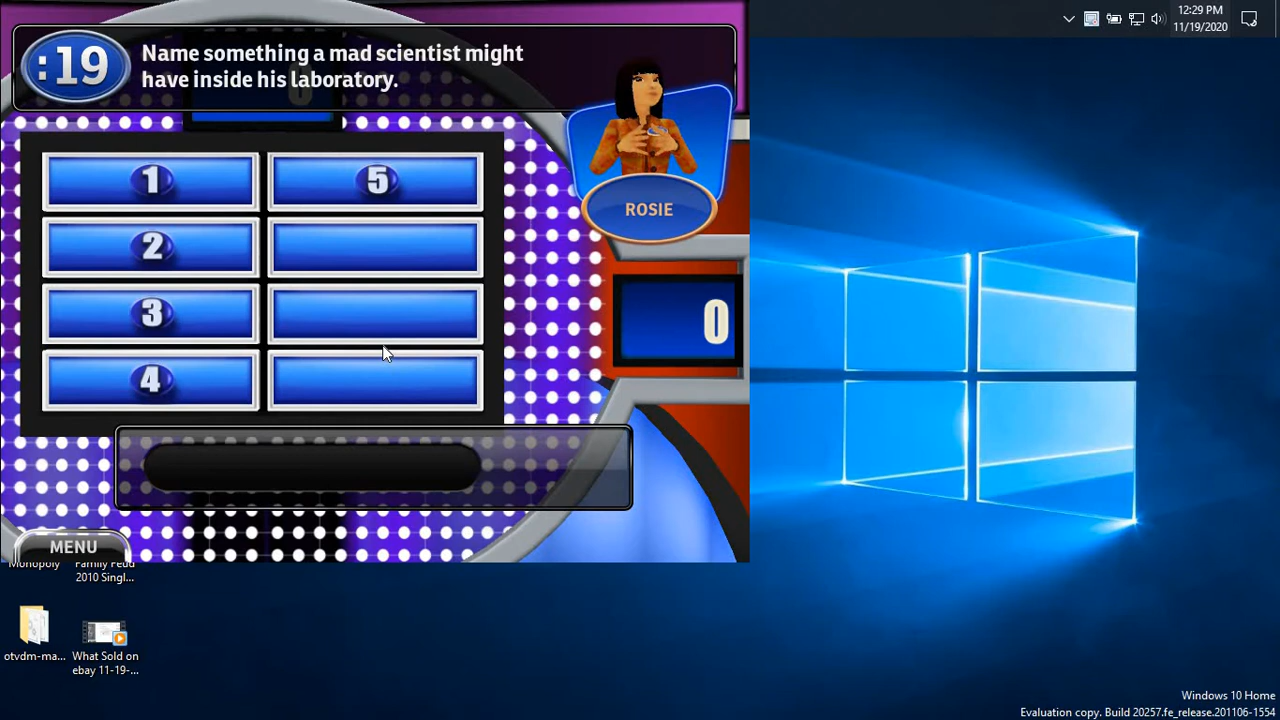 :19
Name something a mad scientist might
have inside his laboratory.
ROSIE
1
5
2
3
4
0
MENU
Monopoly
Family Feud
2010 Singl...
otvdm-ma...
What Sold on
ebay 11-19-...
12:29 PM
11/19/2020
Windows 10 Home
Evaluation copy. Build 20257.fe_release.201106-1554